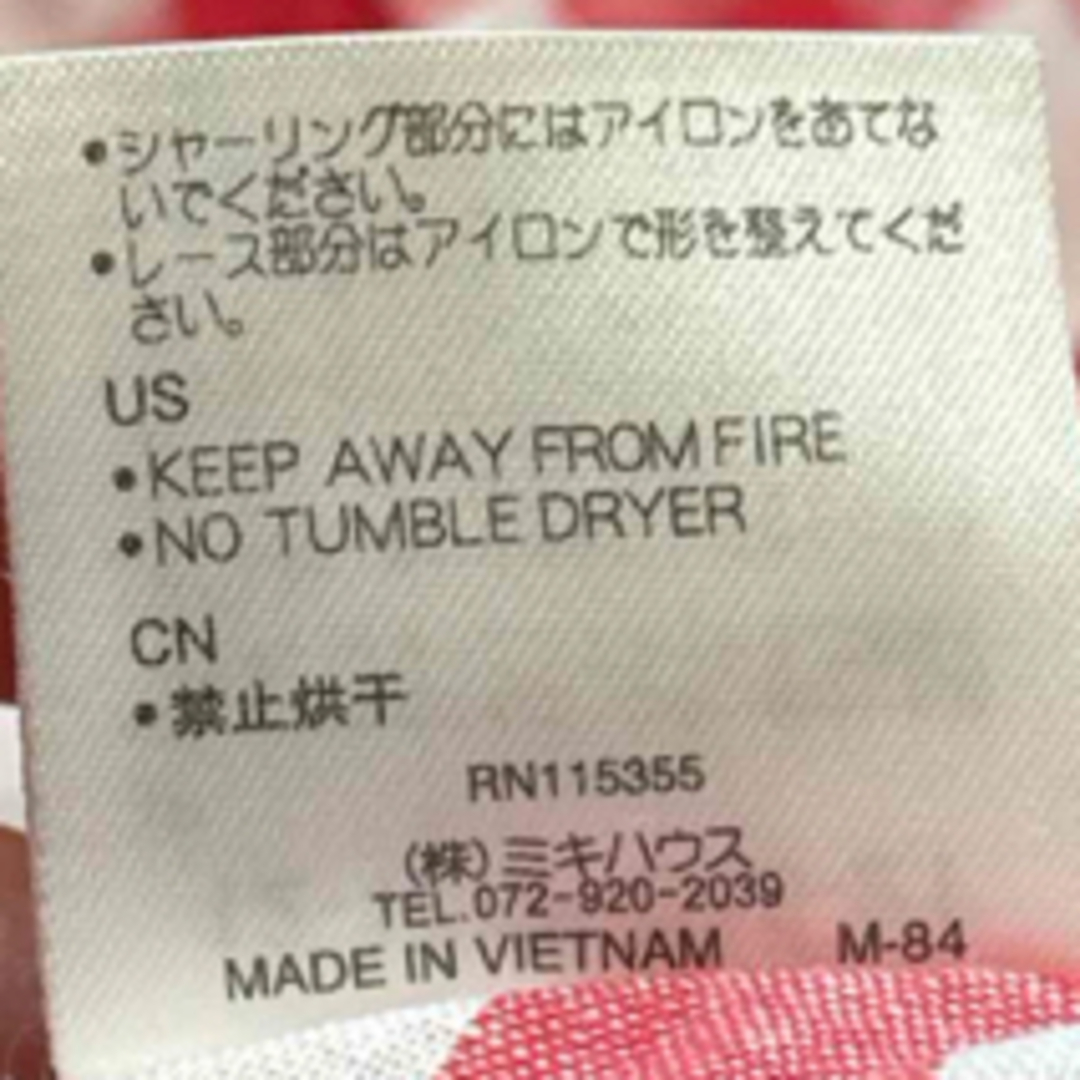 •シャーリング部分にはアイロンをあてな
いでください。
•レース部分はアイロンで形を整えてくだ
さい。
US
•KEEP AWAY FROM FIRE
•NO TUMBLE DRYER
CN
•禁止烘干
RN115355
(株)ミキハウス
TEL.072-920-2039
MADE IN VIETNAM M-84